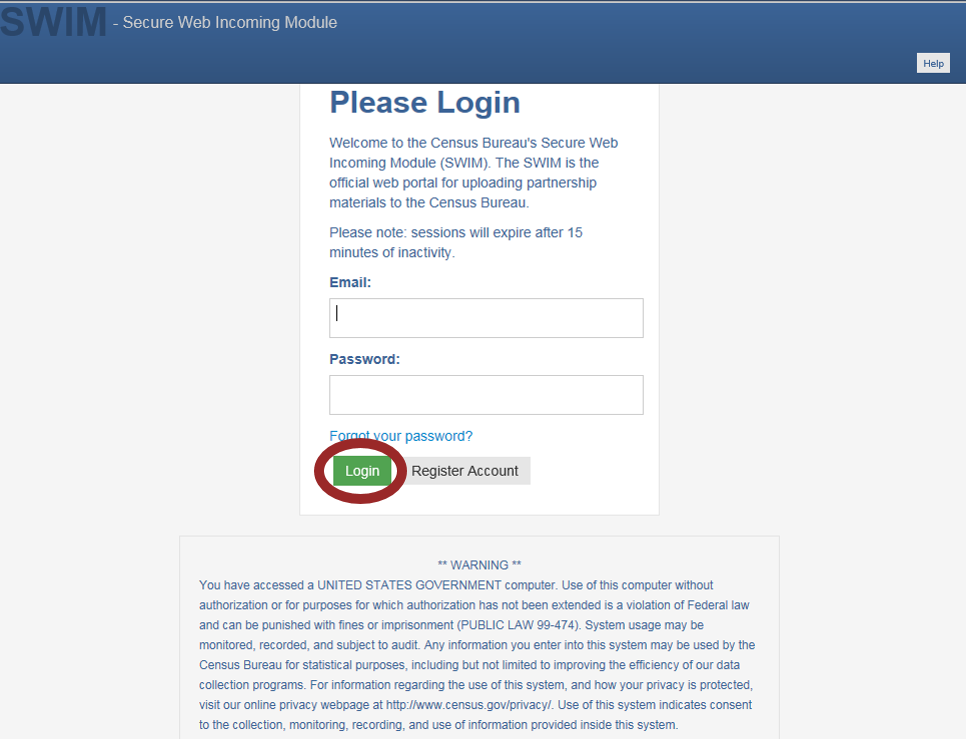 SWIM - Secure Web Incoming Module
Help
Please Login
Welcome to the Census Bureau's Secure Web
Incoming Module (SWIM). The SWIM is the
official web portal for uploading partnership
materials to the Census Bureau.
Please note: sessions will expire after 15
minutes of inactivity.
Email:
Password:
Forgot your password?
Login Register Account
** WARNING **
You have accessed a UNITED STATES GOVERNMENT computer. Use of this computer without
authorization or for purposes for which authorization has not been extended is a violation of Federal law
and can be punished with fines or imprisonment (PUBLIC LAW 99-474). System usage may be
monitored, recorded, and subject to audit. Any information you enter into this system may be used by the
Census Bureau for statistical purposes, including but not limited to improving the efficiency of our data
collection programs. For information regarding the use of this system, and how your privacy is protected,
visit our online privacy webpage at http://www.census.gov/privacy/. Use of this system indicates consent
to the collection, monitoring, recording, and use of information provided inside this system.